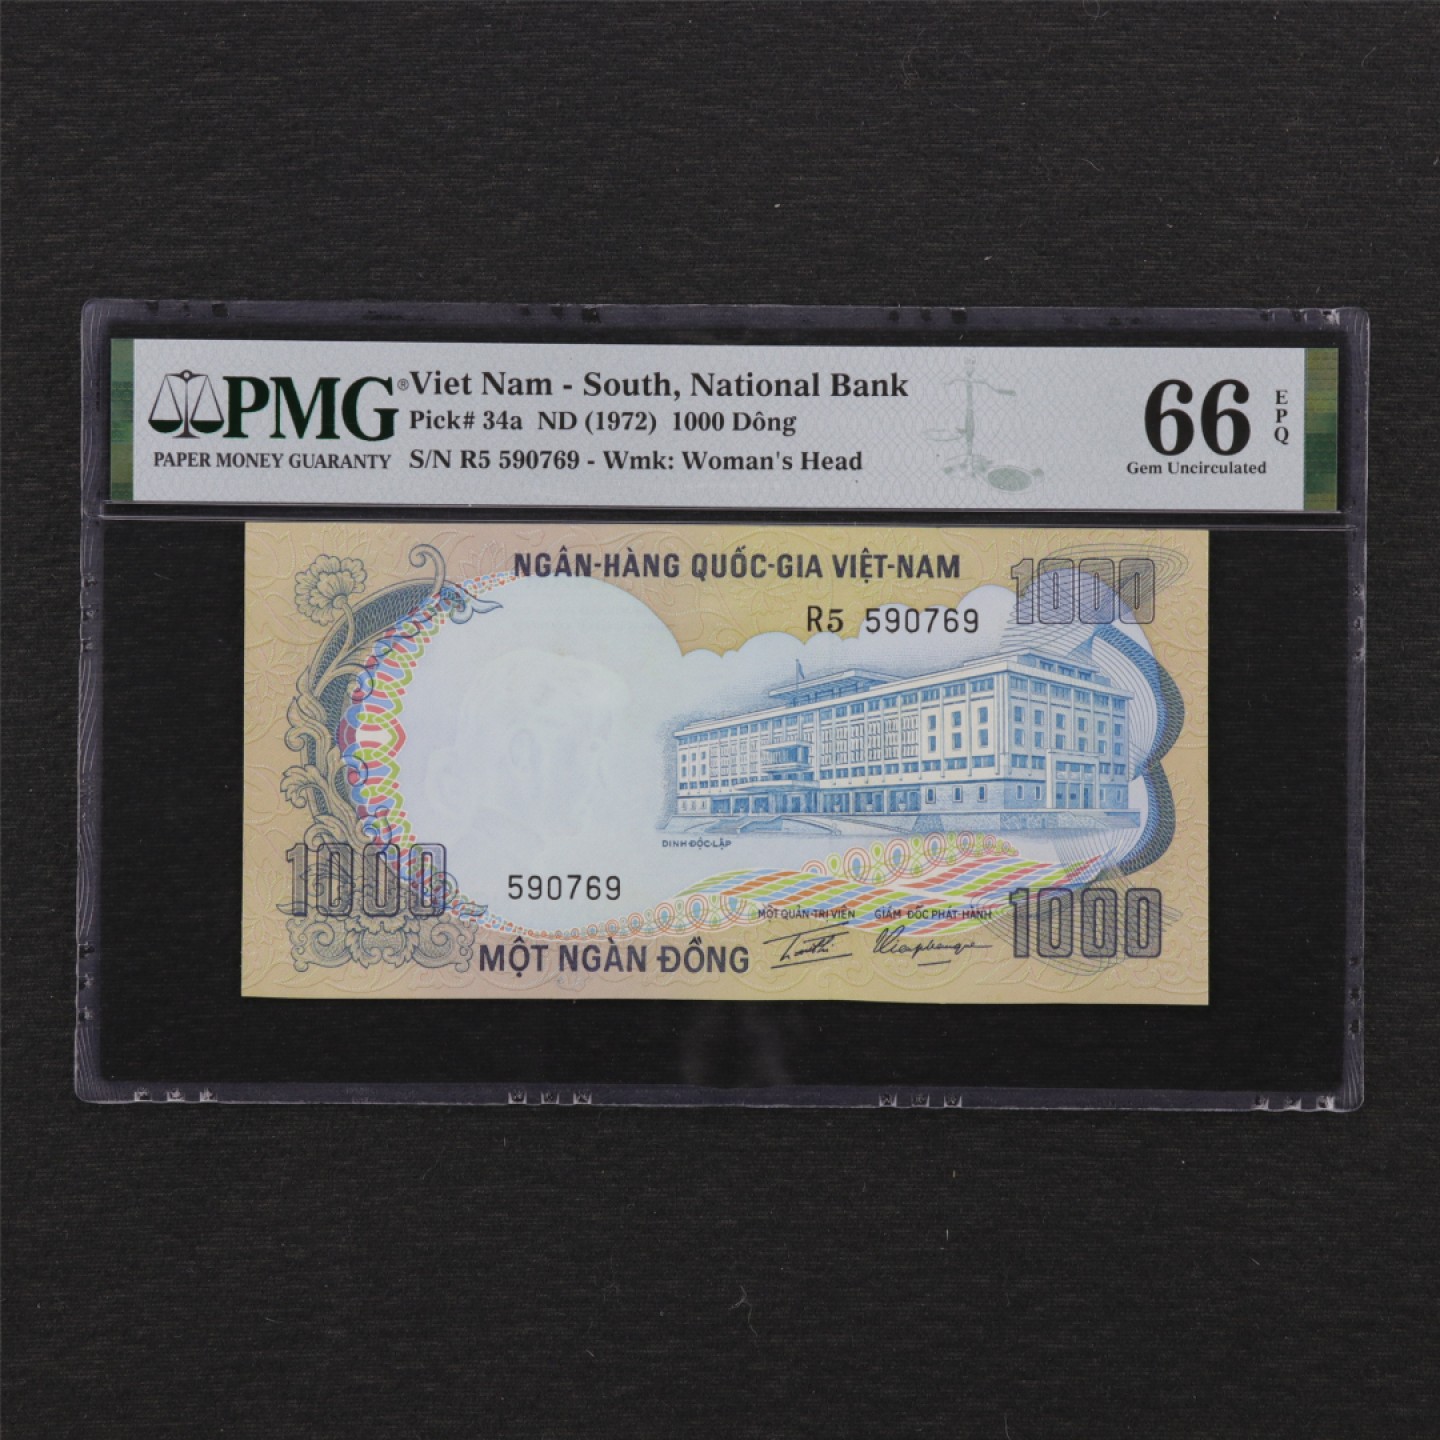 PMG®
PAPER MONEY GUARANTY
Viet Nam - South, National Bank
Pick# 34a ND (1972) 1000 Dông
S/N R5 590769 - Wmk: Woman's Head
66
EPQ
Gem Uncirculated
NGÂN-HÀNG QUỐC-GIA VIỆT-NAM
1000
R5 590769
DINH ĐỘC-LẬP
1000
590769
MỘT QUẢN-TRỊ VIÊN
GIÁM ĐỐC PHÁT-HÀNH
1000
MỘT NGÀN ĐỒNG